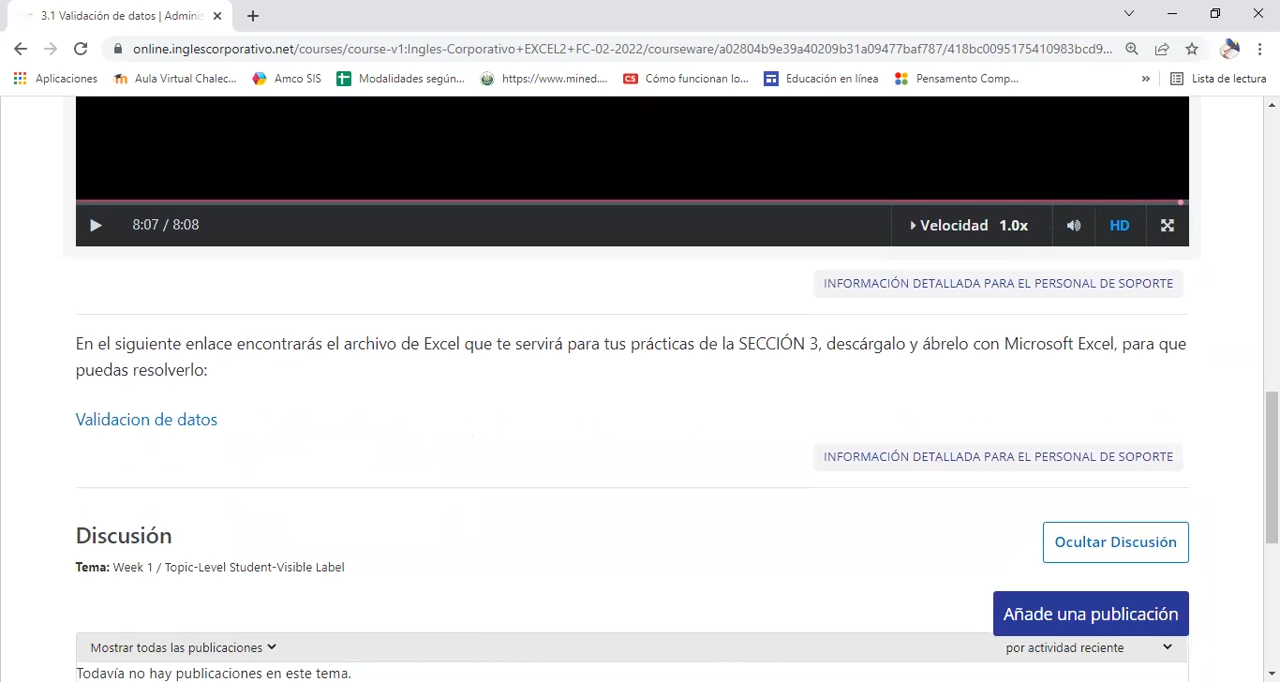 3.1 Validación de datos | Adminis
online.inglescorporativo.net/courses/course-v1:Ingles-Corporativo+EXCEL2+FC-02-2022/courseware/a02804b9e39a40209b31a09477baf787/418bc0095175410983bcd9...
Aplicaciones Aula Virtual Chalec... Amco SIS Modalidades según,... https://www.mined.... CS Cómo funcionan lo... Educación en línea Pensamento Comp... » Lista de lectura
8:07 / 8:08 Velocidad 1.0x HD
INFORMACIÓN DETALLADA PARA EL PERSONAL DE SOPORTE
En el siguiente enlace encontrarás el archivo de Excel que te servirá para tus prácticas de la SECCIÓN 3, descárgalo y ábrelo con Microsoft Excel, para que
puedas resolverlo:
Validacion de datos
INFORMACIÓN DETALLADA PARA EL PERSONAL DE SOPORTE
Discusión
Ocultar Discusión
Tema: Week 1 / Topic-Level Student-Visible Label
Añade una publicación
Mostrar todas las publicaciones por actividad reciente
Todavía no hay publicaciones en este tema.